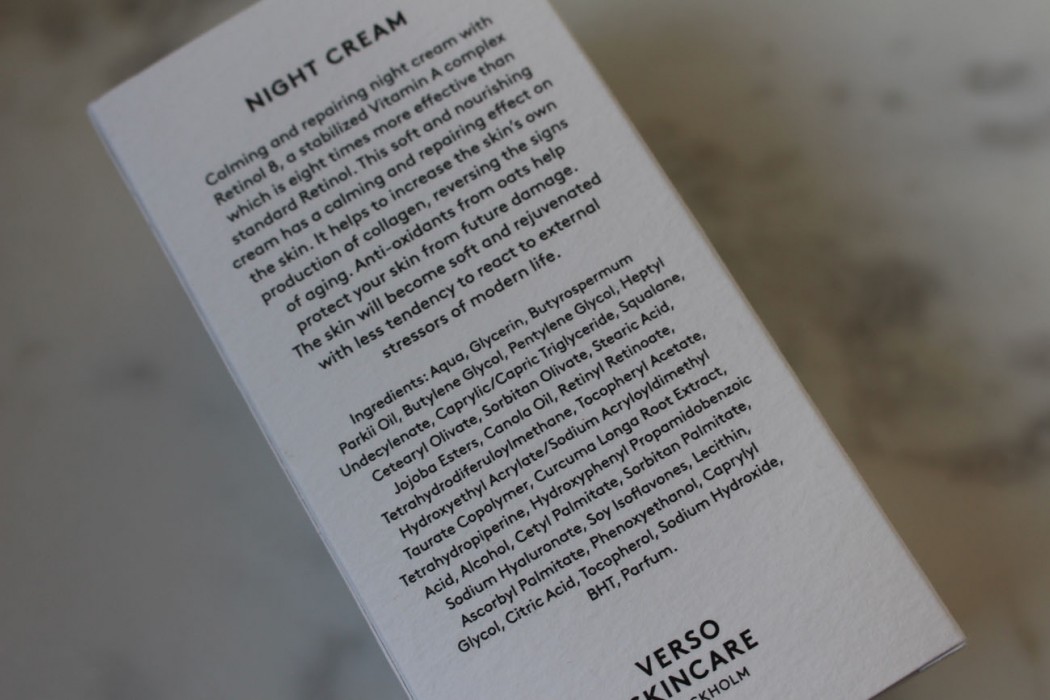 NIGHT CREAM
Calming and repairing night cream with
Retinol 8, a stabilized Vitamin A complex
which is eight times more effective than
standard Retinol. This soft and nourishing
cream has a calming and repairing effect on
the skin. It helps to increase the skin's own
production of collagen, reversing the signs
of aging. Anti-oxidants from oats help
protect your skin from future damage.
The skin will become soft and rejuvenated
with less tendency to react to external
stressors of modern life.
Ingredients: Aqua, Glycerin, Butyrospermum
Parkii Oil, Butylene Glycol, Pentylene Glycol, Heptyl
Undecylenate, Caprylic/Capric Triglyceride, Squalane,
Cetearyl Olivate, Sorbitan Olivate, Stearic Acid,
Jojoba Esters, Canola Oil, Retinyl Retinoate,
Tetrahydrodiferuloylmethane, Tocopheryl Acetate,
Hydroxyethyl Acrylate/Sodium Acryloyldimethyl
Taurate Copolymer, Curcuma Longa Root Extract,
Tetrahydropiperine, Hydroxyphenyl Propamidobenzoic
Acid, Alcohol, Cetyl Palmitate, Sorbitan Palmitate,
Sodium Hyaluronate, Soy Isoflavones, Lecithin,
Ascorbyl Palmitate, Phenoxyethanol, Caprylyl
Glycol, Citric Acid, Tocopherol, Sodium Hydroxide,
BHT, Parfum.
VERSO
SKINCARE